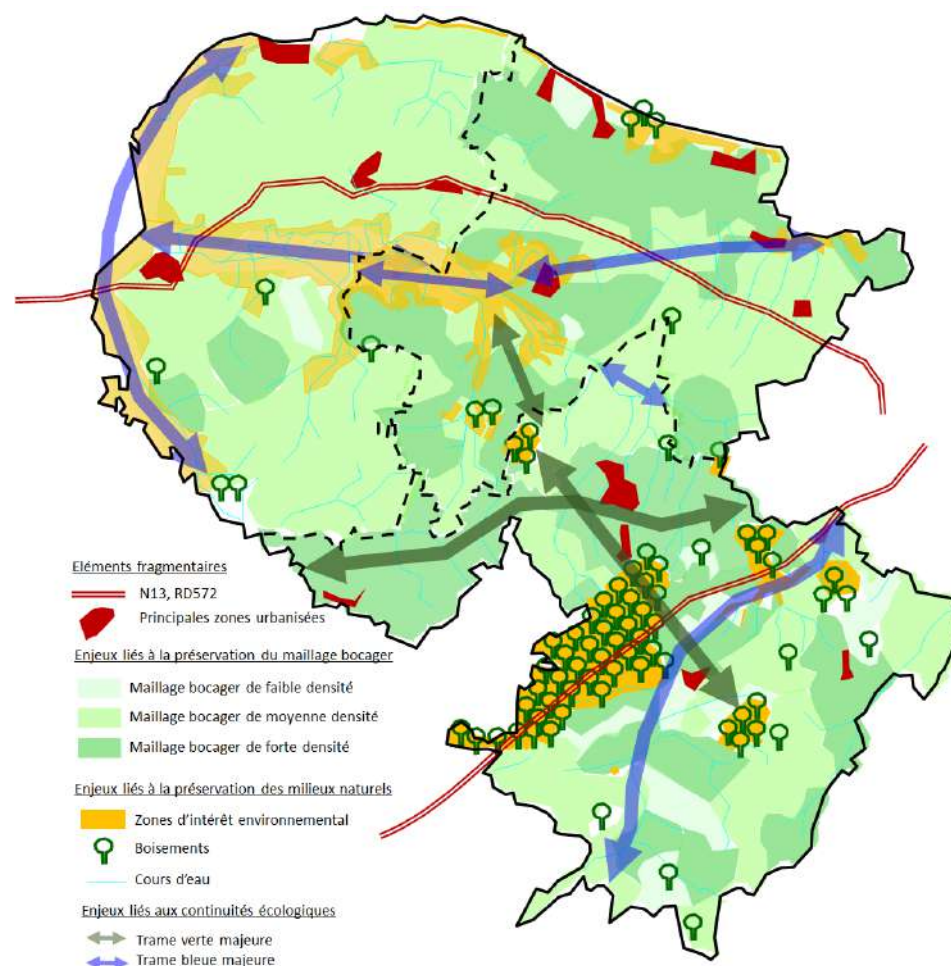 Eléments fragmentaires
N13, RD572
Principales zones urbanisées
Enjeux liés à la préservation du maillage bocager
Maillage bocager de faible densité
Maillage bocager de moyenne densité
Maillage bocager de forte densité
Enjeux liés à la préservation des milieux naturels
Zones d'intérêt environnemental
Boisements
Cours d'eau
Enjeux liés aux continuités écologiques
Trame verte majeure
Trame bleue majeure